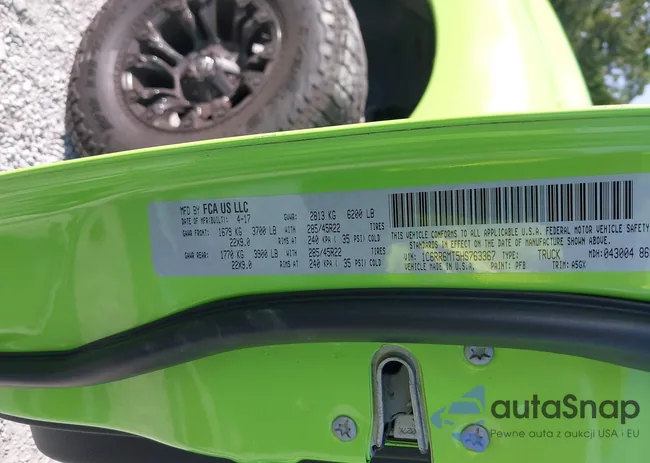 MFD BY FCA US LLC
DATE OF MFR(BUILT): 4-17 GVWR: 2813 KG 6200 LB
GAWR FRONT: 1679 KG 3700 LB WITH TIRES 285/45R22
22X9.0 RIMS AT 240 KPA ( 35 PSI) COLD
GAWR REAR: 1770 KG 3900 LB WITH TIRES 285/45R22
22X9.0 RIMS AT 240 KPA ( 35 PSI) COLD
THIS VEHICLE CONFORMS TO ALL APPLICABLE U.S.A. FEDERAL MOTOR VEHICLE SAFETY
STANDARDS IN EFFECT ON THE DATE OF MANUFACTURE SHOWN ABOVE.
VIN: 1C6RR6MT5HS763367 TYPE: TRUCK MDH: 043004 86
VEHICLE MADE IN U.S.A. PAINT: PFB TRIM: A5GX
autaSnap
Pewne auta z aukcji USA i EU